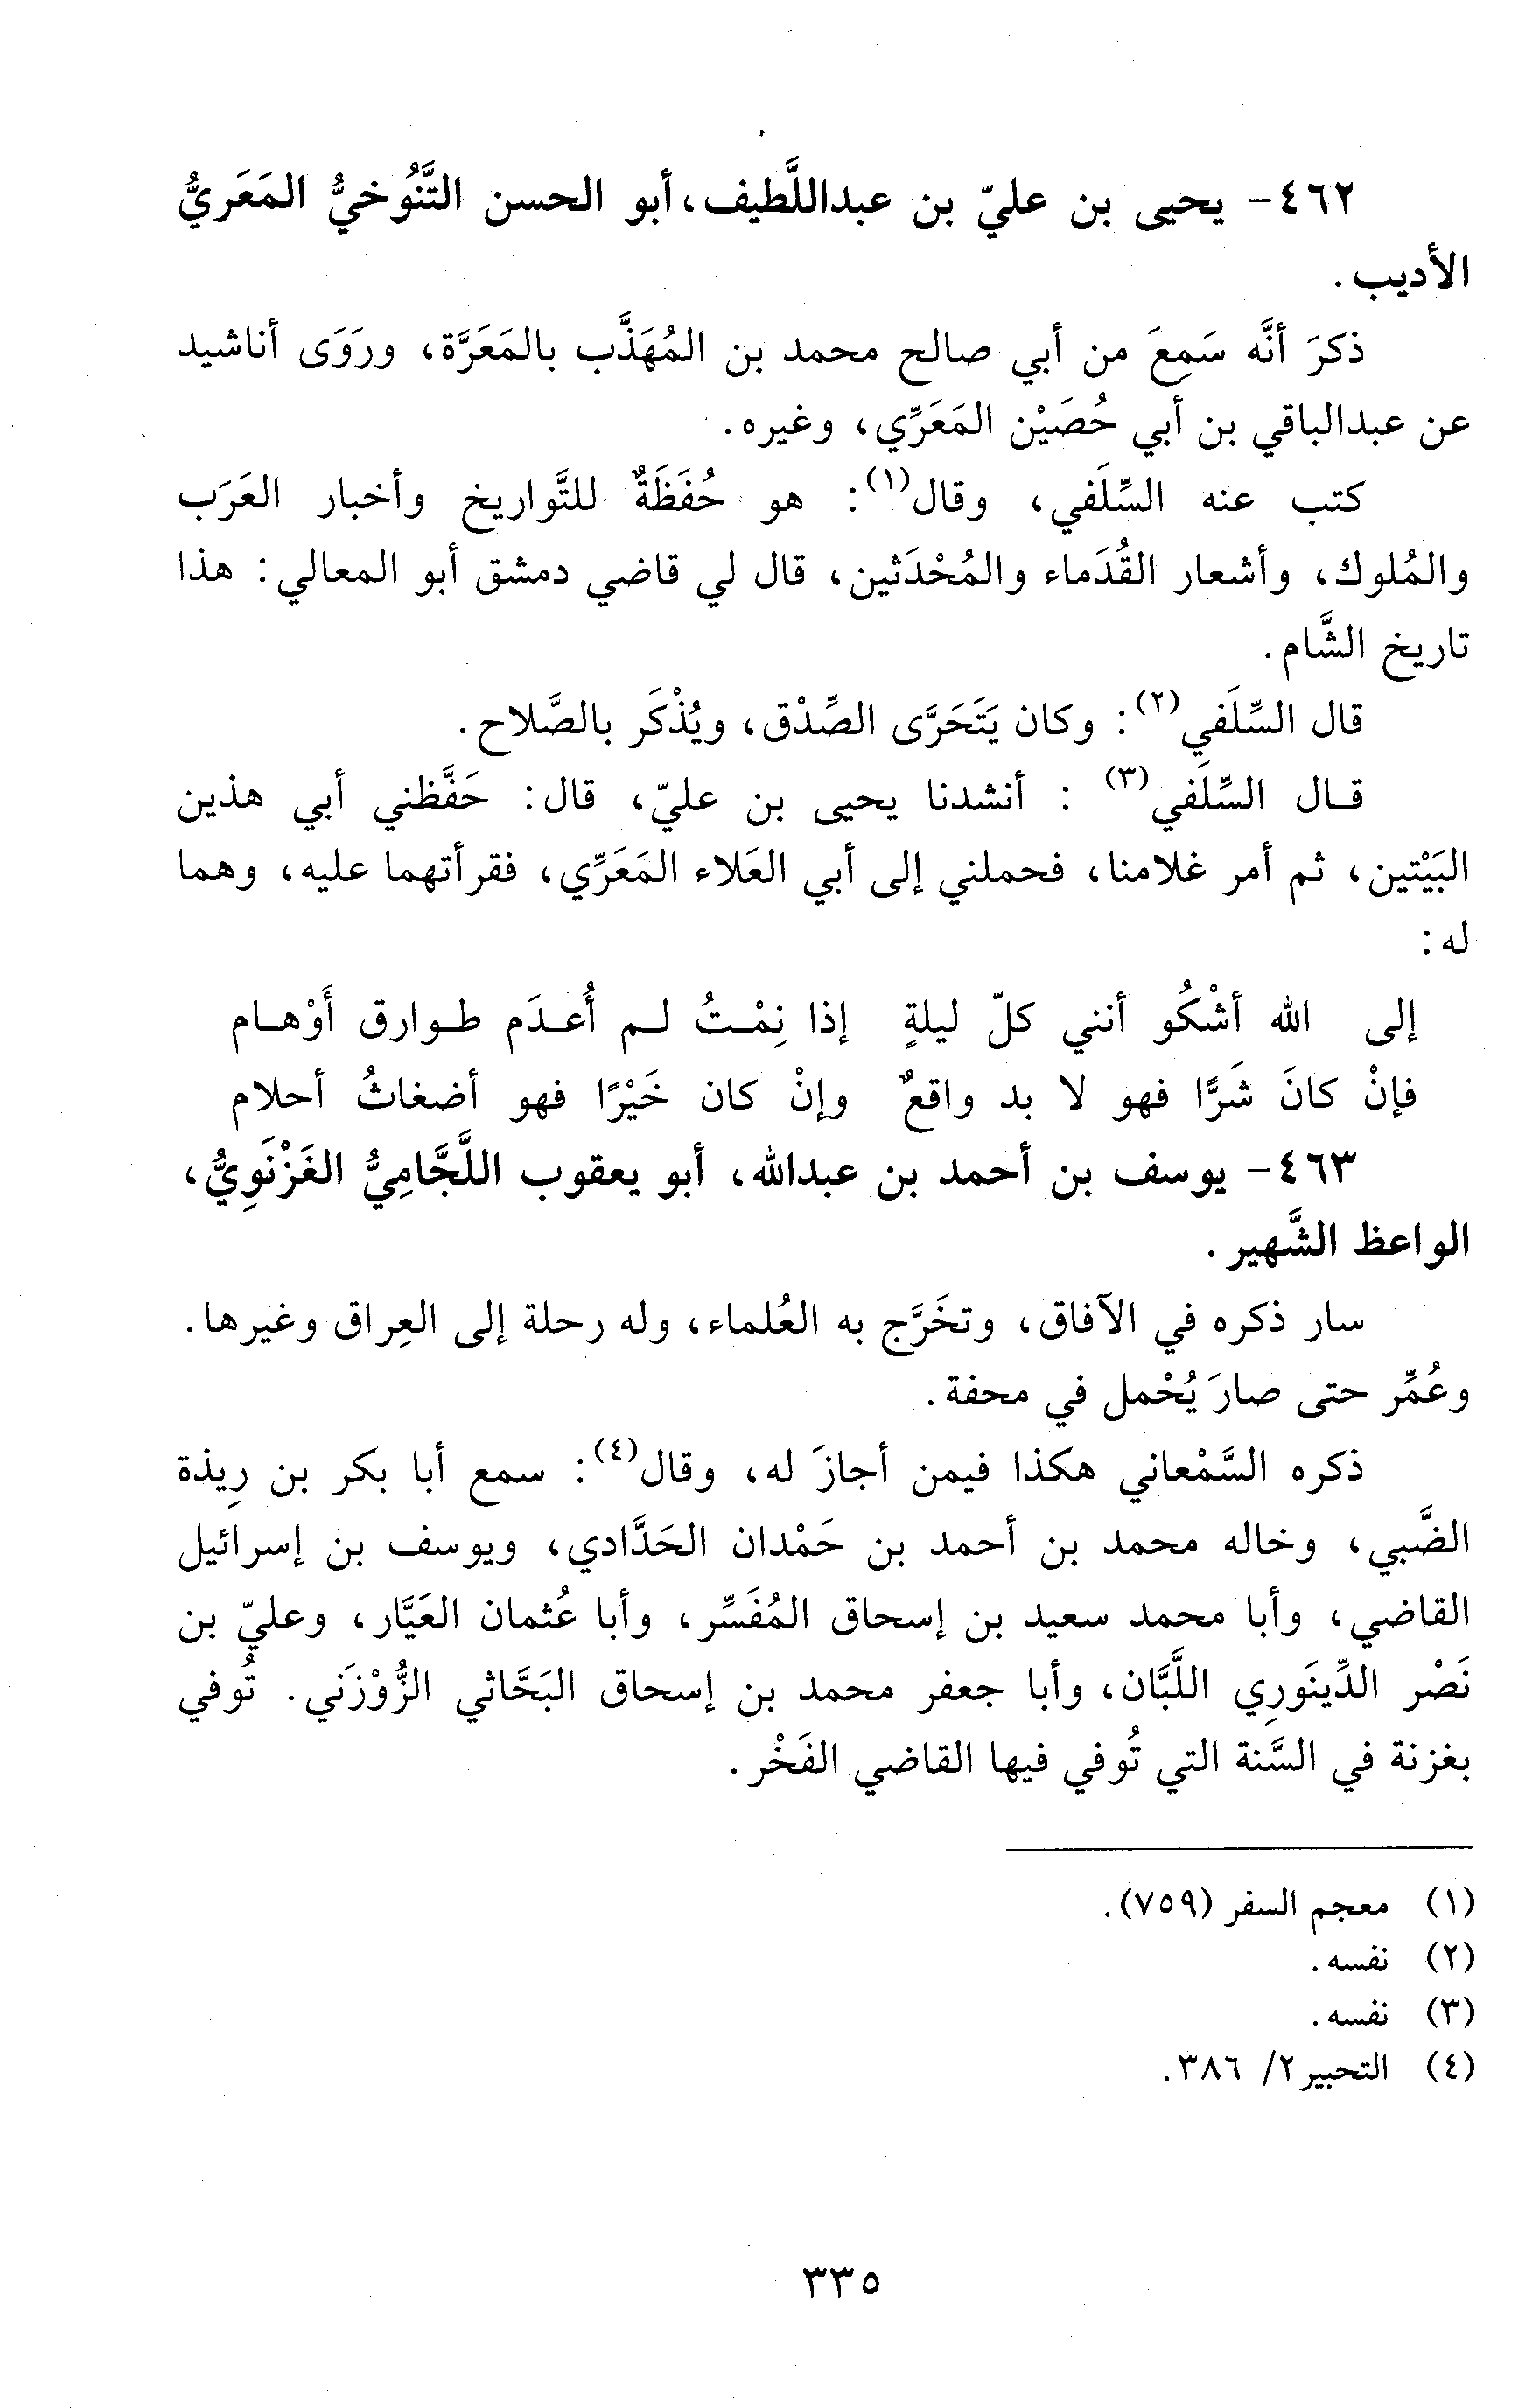 ٤٦٢- يحيى بن عليّ بن عبداللَّطيف، أبو الحسن التَّنُوخيُّ المَعَريُّ
الأديب.
ذكرَ أنَّه سَمِعَ من أبي صالح محمد بن المُهَذَّب بالمَعَرَّة، ورَوَى أناشيد
عن عبدالباقي بن أبي حُصَيْن المَعَرِّي، وغيره.
كتب عنه السِّلَفي، وقال(١): هو حُفَظَةٌ للتَّواريخ وأخبار العَرَب
والمُلوك، وأشعار القُدَماء والمُحْدَثين، قال لي قاضي دمشق أبو المعالي: هذا
تاريخ الشَّام.
قال السِّلَفي(٢): وكان يَتَحَرَّى الصِّدْق، ويُذْكَر بالصَّلاح.
قال السِّلَفي(٣) : أنشدنا يحيى بن عليّ، قال: حَفَّظني أبي هذين
البَيْتين، ثم أمر غلامنا، فحملني إلى أبي العَلاء المَعَرِّي، فقرأتهما عليه، وهما
له:
إلى الله أشْكُو أنني كلّ ليلةٍ إذا نِمْتُ لم أُعدَم طوارق أَوْهام
فإنْ كانَ شَرًّا فهو لا بد واقعٌ وإنْ كان خَيْرًا فهو أضغاثُ أحلام
٤٦٣- يوسف بن أحمد بن عبدالله، أبو يعقوب اللَّجَّامِيُّ الغَزْنَوِيُّ،
الواعظ الشَّهير.
سار ذكره في الآفاق، وتخَرَّج به العُلماء، وله رحلة إلى العِراق وغيرها.
وعُمِّر حتى صارَ يُحْمل في محفة.
ذكره السَّمْعاني هكذا فيمن أجازَ له، وقال(٤): سمع أبا بكر بن رِيذة
الضَّبي، وخاله محمد بن أحمد بن حَمْدان الحَدَّادي، ويوسف بن إسرائيل
القاضي، وأبا محمد سعيد بن إسحاق المُفَسِّر، وأبا عُثمان العَيَّار، وعليّ بن
نَصْر الدِّينَورِي اللَّبَّان، وأبا جعفر محمد بن إسحاق البَحَّاثي الزُّوْزَني. تُوفي
بغزنة في السَّنة التي تُوفي فيها القاضي الفَخْر.
(١) معجم السفر (٧٥٩).
(٢) نفسه.
(٣) نفسه.
(٤) التحبير ٢/ ٣٨٦.
٣٣٥